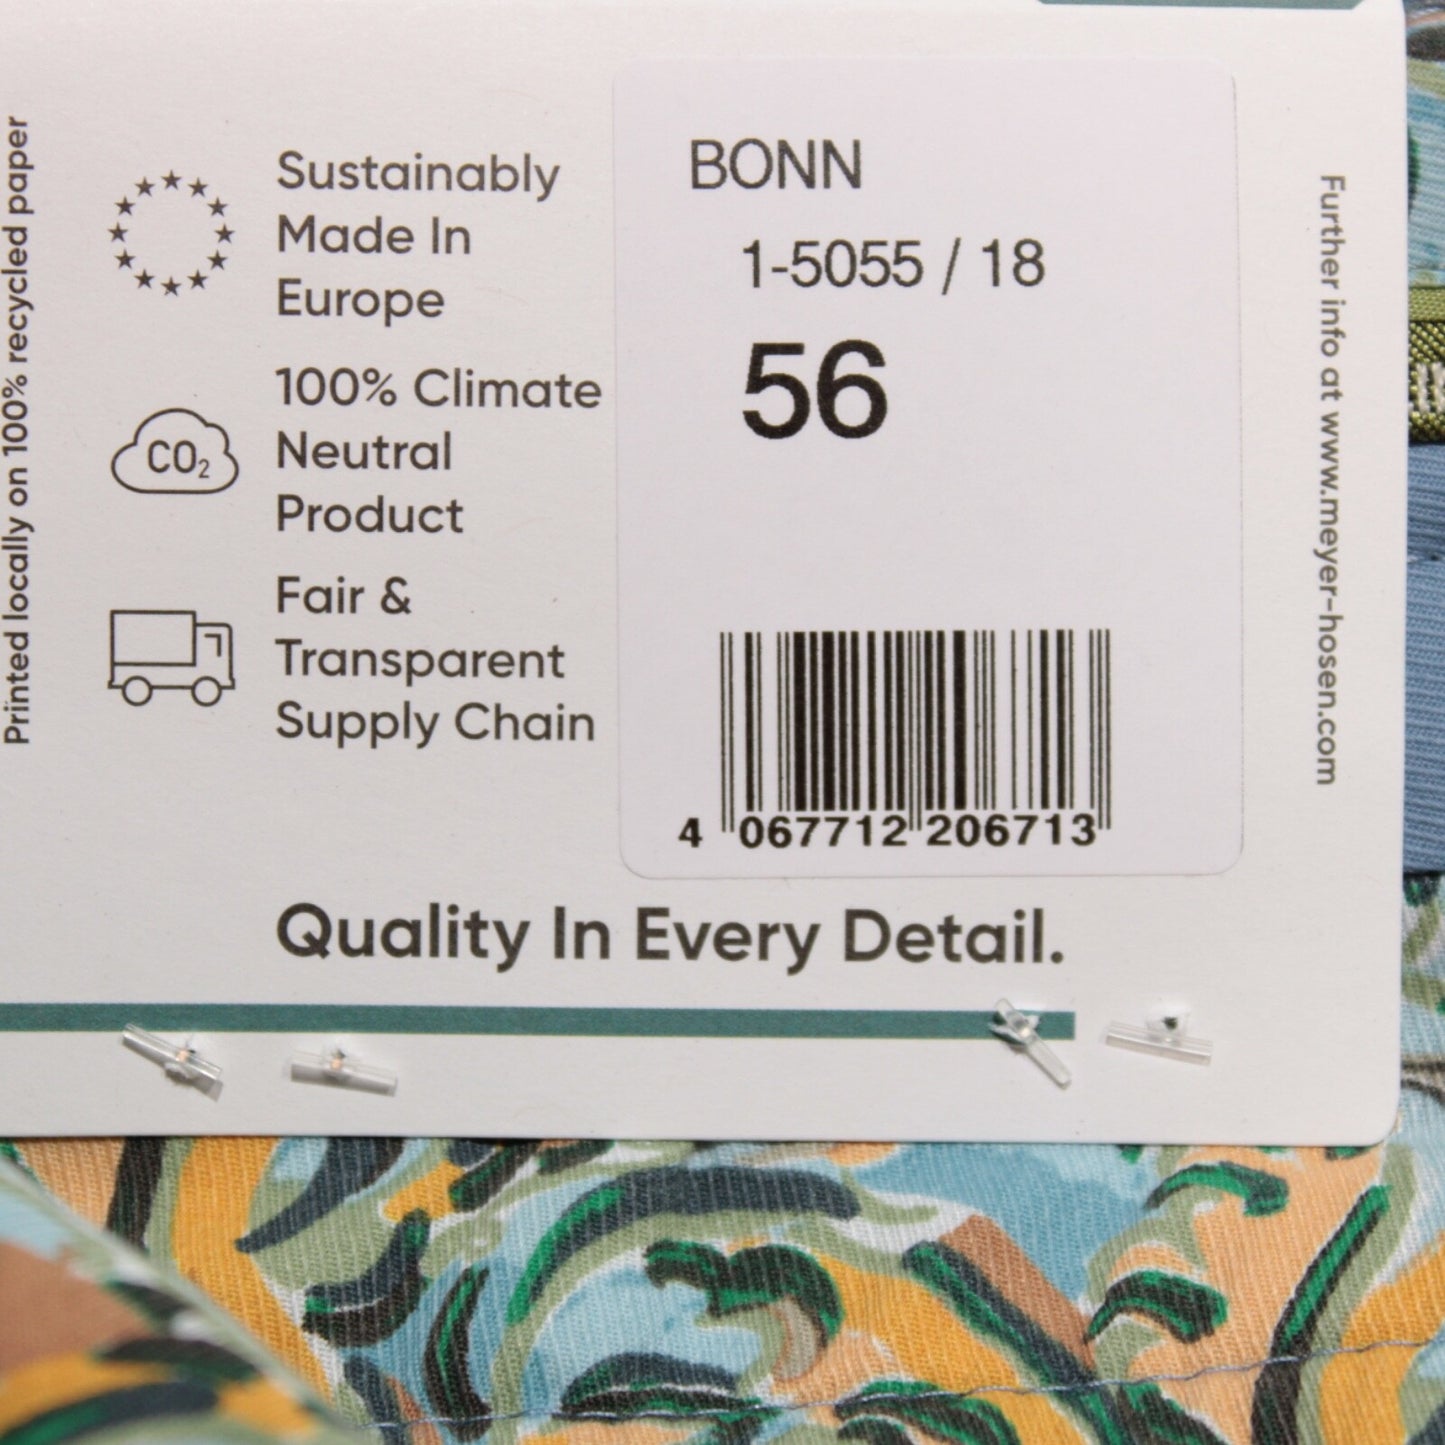 Printed locally on 100% recycled paper
Sustainably
Made In
Europe
CO₂
100% Climate
Neutral
Product
Fair &
Transparent
Supply Chain
BONN
1-5055 / 18
56
4 067712 206713
Further info at www.meyer-hosen.com
Quality In Every Detail.